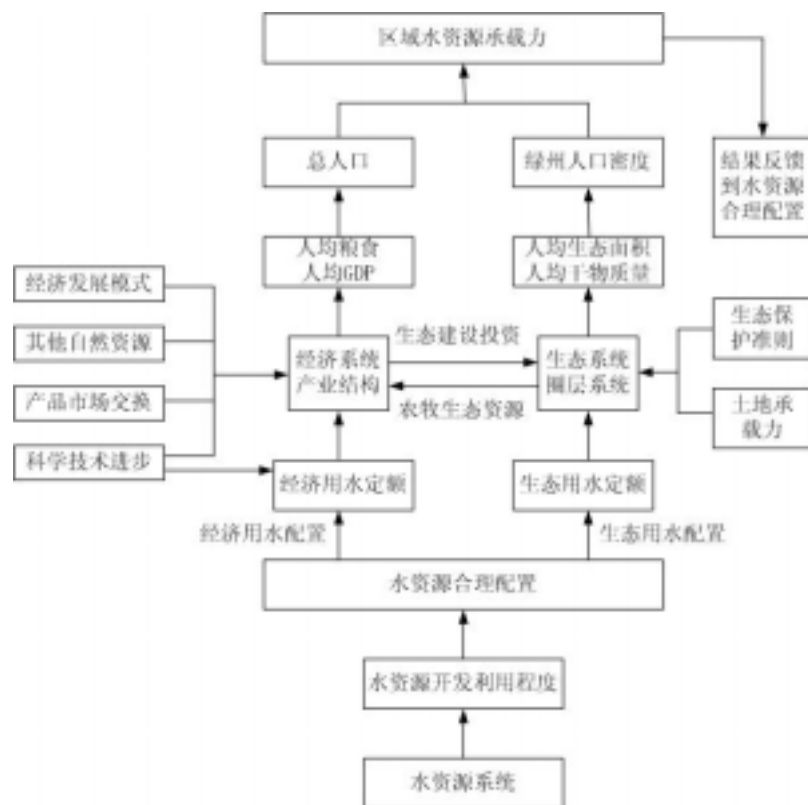 区域水资源承载力
总人口
绿州人口密度
结果反馈
到水资源
合理配置
人均粮食
人均GDP
人均生态面积
人均干物质量
经济发展模式
其他自然资源
产品市场交换
科学技术进步
经济系统
产业结构
生态建设投资
农牧生态资源
生态系统
圈层系统
生态保
护准则
土地承
载力
经济用水定额
生态用水定额
经济用水配置
生态用水配置
水资源合理配置
水资源开发利用程度
水资源系统